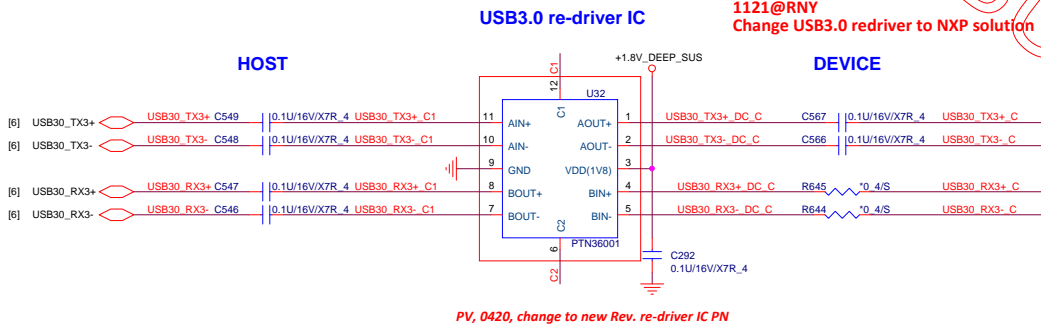 1121@RNY
USB3.0 re-driver IC
Change USB3.0 redriver to NXP solution
HOST
+1.8V_DEEP_SUS
DEVICE
C1
12
U32
C1
[6] USB30_TX3+ USB30_TX3+ C549 0.1U/16V/X7R_4 USB30_TX3+_C1 11 AIN+ AOUT+ 1 USB30_TX3+_DC_C C567 0.1U/16V/X7R_4 USB30_TX3+_C
[6] USB30_TX3- USB30_TX3- C548 0.1U/16V/X7R_4 USB30_TX3-_C1 10 AIN- AOUT- 2 USB30_TX3-_DC_C C566 0.1U/16V/X7R_4 USB30_TX3-_C
9 GND VDD(1V8) 3
[6] USB30_RX3+ USB30_RX3+ C547 0.1U/16V/X7R_4 USB30_RX3+_C1 8 BOUT+ BIN+ 4 USB30_RX3+_DC_C R645 *0_4/S USB30_RX3+_C
[6] USB30_RX3- USB30_RX3- C546 0.1U/16V/X7R_4 USB30_RX3-_C1 7 BOUT- BIN- 5 USB30_RX3-_DC_C R644 *0_4/S USB30_RX3-_C
C2
6
PTN36001
C2
C292
0.1U/16V/X7R_4
PV, 0420, change to new Rev. re-driver IC PN